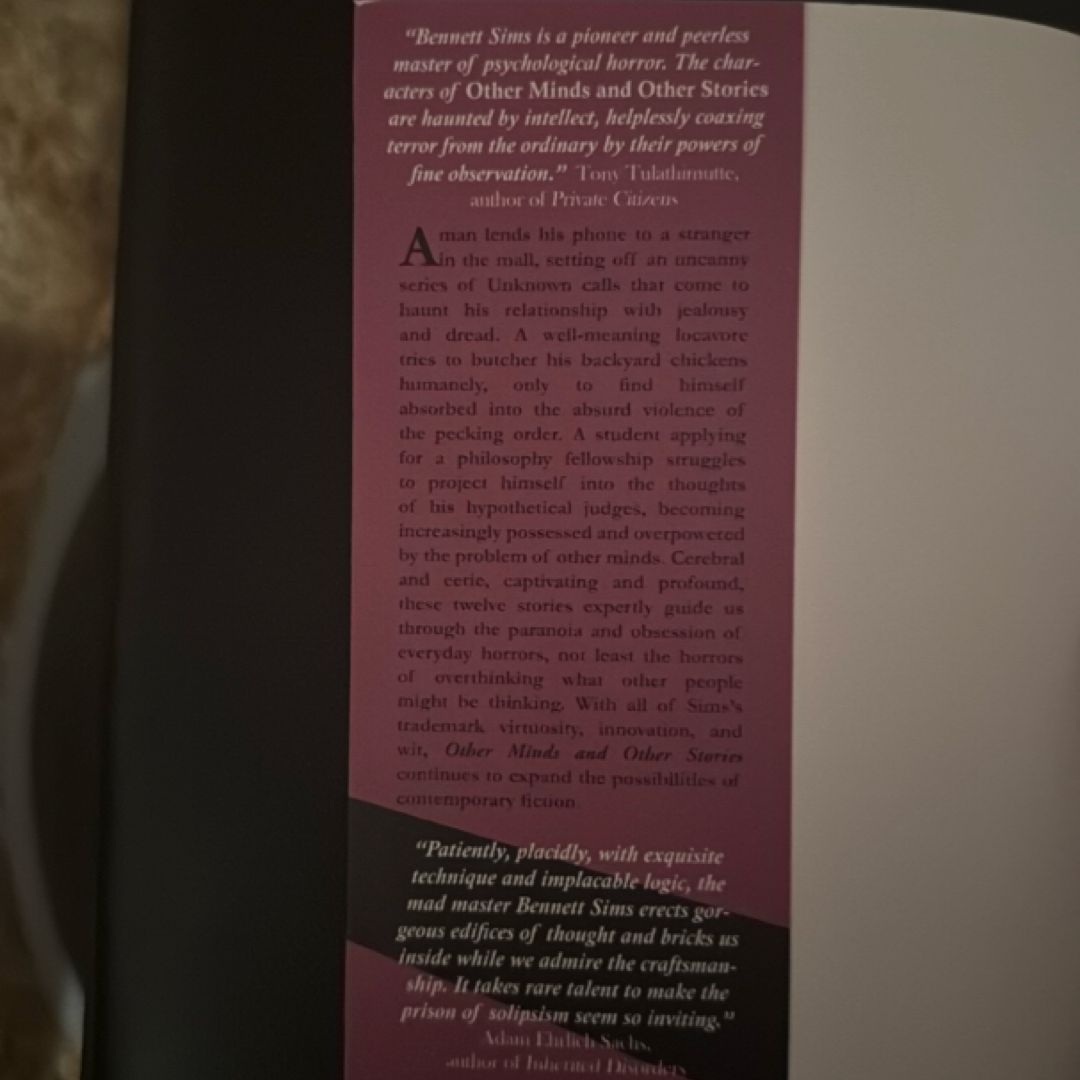 “Bennett Sims is a pioneer and peerless
master of psychological horror. The char-
acters of Other Minds and Other Stories
are haunted by intellect, helplessly coaxing
terror from the ordinary by their powers of
fine observation.” Tony Tulathimutte,
author of Private Citizens
A man lends his phone to a stranger
in the mall, setting off an uncanny
series of Unknown calls that come to
haunt his relationship with jealousy
and dread. A well-meaning locavore
tries to butcher his backyard chickens
humanely, only to find himself
absorbed into the absurd violence of
the pecking order. A student applying
for a philosophy fellowship struggles
to project himself into the thoughts
of his hypothetical judges, becoming
increasingly possessed and overpowered
by the problem of other minds. Cerebral
and eerie, captivating and profound,
these twelve stories expertly guide us
through the paranoia and obsession of
everyday horrors, not least the horrors
of overthinking what other people
might be thinking. With all of Sims’s
trademark virtuosity, innovation, and
wit, Other Minds and Other Stories
continues to expand the possibilities of
contemporary fiction.
“Patiently, placidly, with exquisite
technique and implacable logic, the
mad master Bennett Sims erects gor-
geous edifices of thought and bricks us
inside while we admire the craftsman-
ship. It takes rare talent to make the
prison of solipsism seem so inviting.”
Adam Ehrlich Sachs,
author of Inherited Disorders